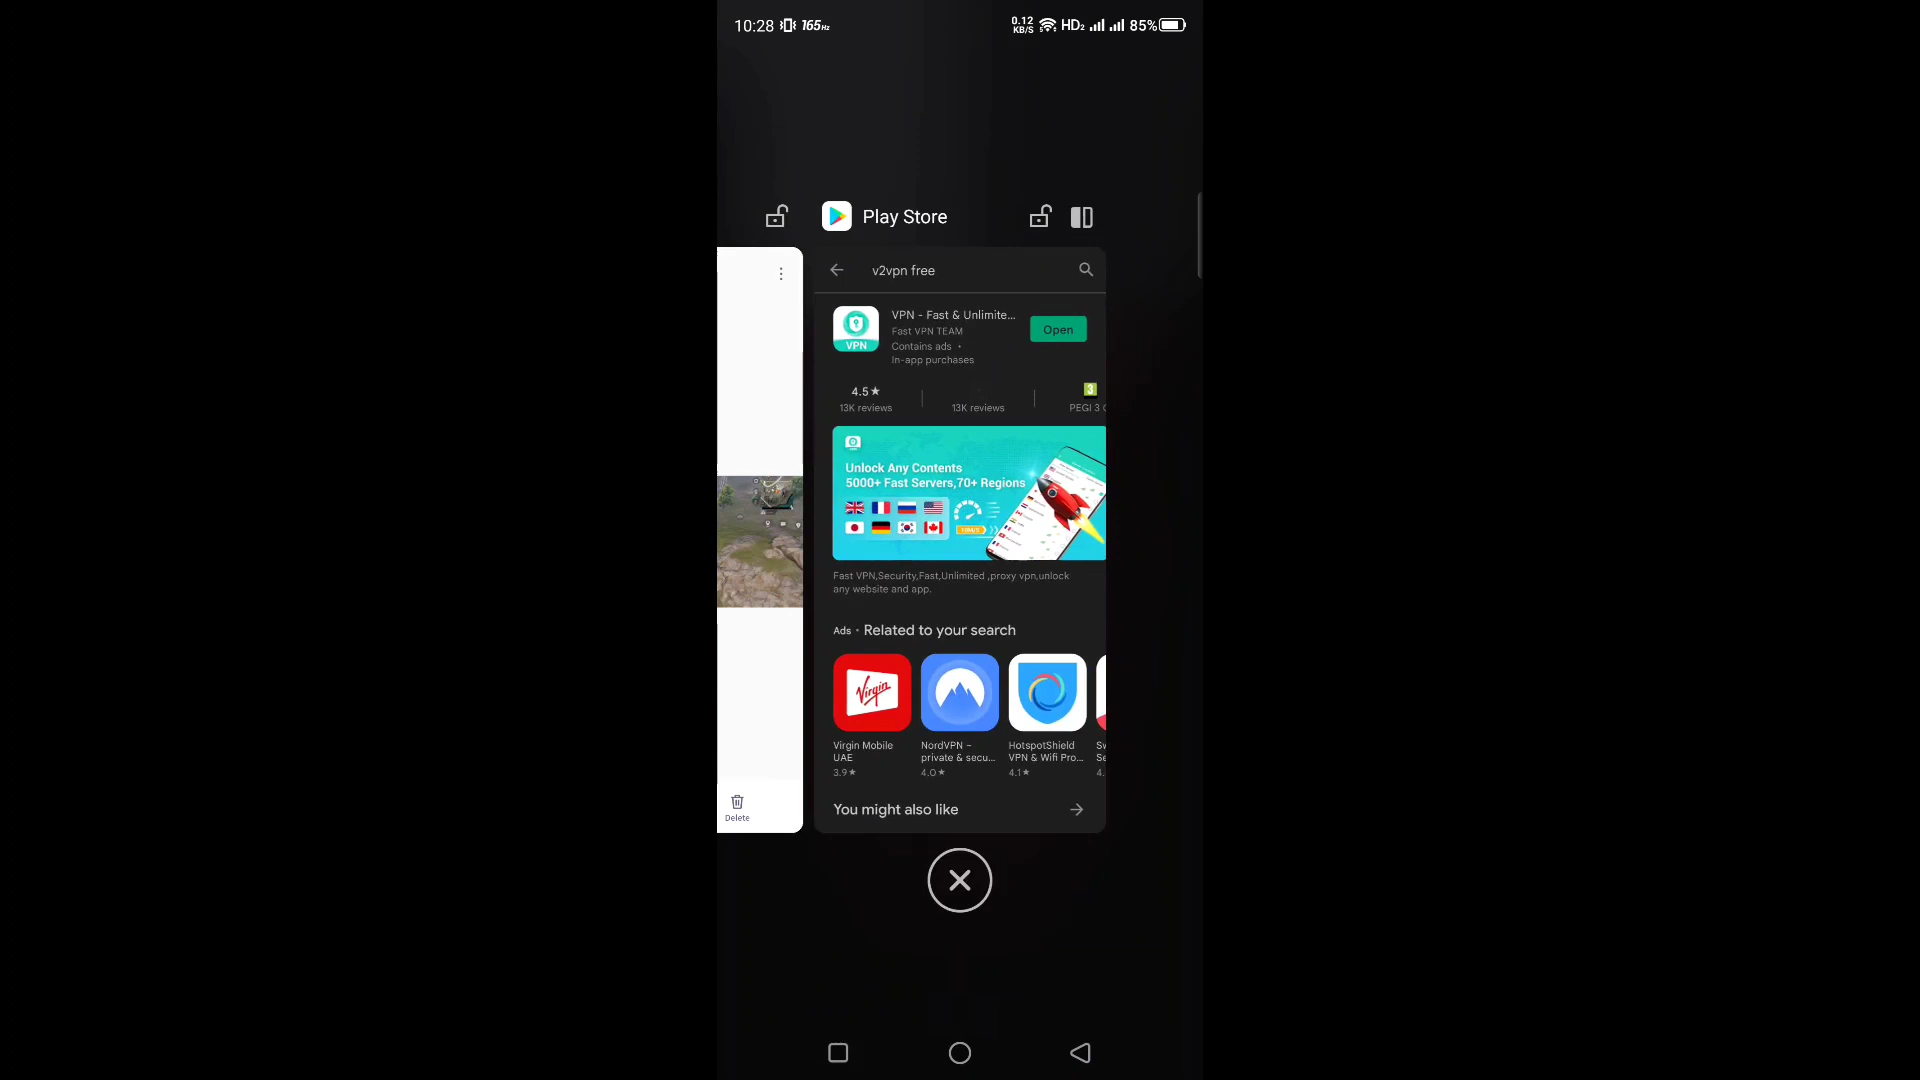 10:28 165Hz
0.12 KB/S HD2 85%
Play Store
v2vpn free
VPN - Fast & Unlimite...
Fast VPN TEAM
Contains ads •
In-app purchases
Open
VPN
4.5★
13K reviews
13K reviews
3
PEGI 3
Unlock Any Contents
5000+ Fast Servers,70+ Regions
Fast VPN,Security,Fast,Unlimited ,proxy vpn,unlock
any website and app.
Ads • Related to your search
Virgin
Virgin Mobile
UAE
3.9★
NordVPN –
private & secu...
4.0★
HotspotShield
VPN & Wifi Pro...
4.1★
You might also like
Delete